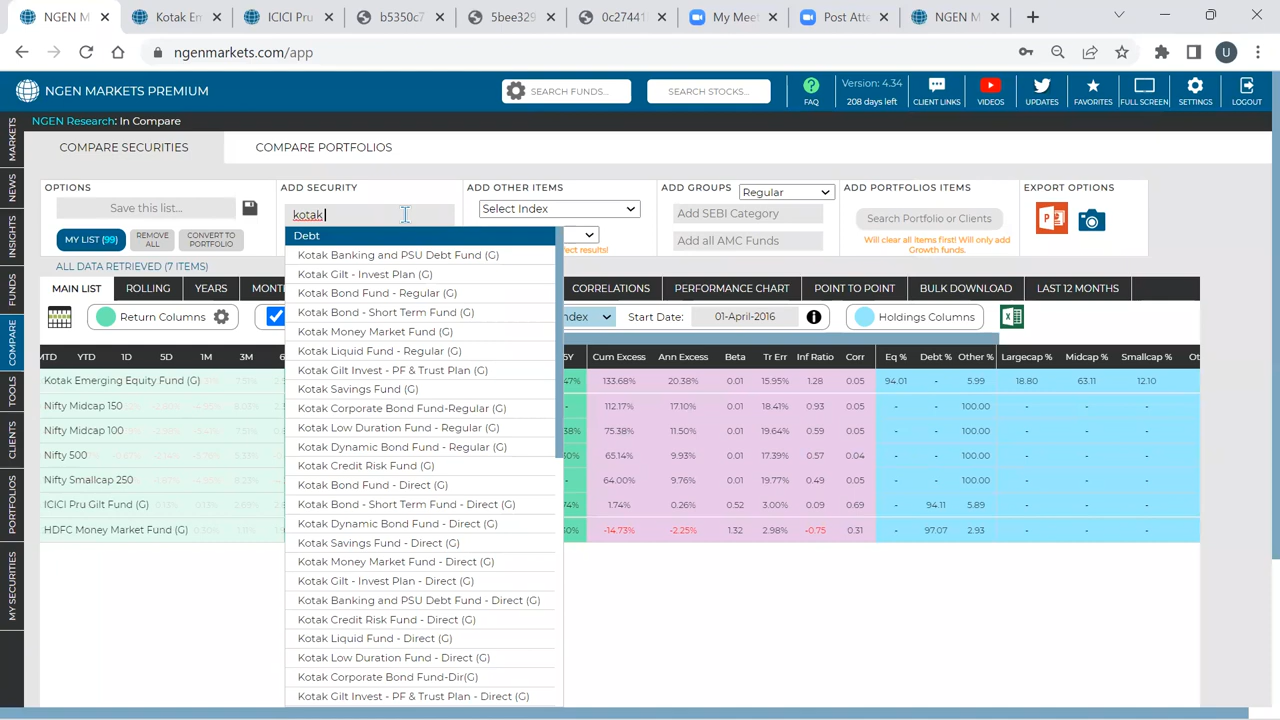 NGEN M
Kotak Em
ICICI Pru
b5350c7
5bee329
0c27441
My Meet
Post Atte
NGEN M
ngenmarkets.com/app
U
NGEN MARKETS PREMIUM
SEARCH FUNDS...
SEARCH STOCKS...
FAQ
Version: 4.34
208 days left
CLIENT LINKS
VIDEOS
UPDATES
FAVORITES
FULL SCREEN
SETTINGS
LOGOUT
NGEN Research: In Compare
MARKETS
NEWS
INSIGHTS
FUNDS
COMPARE
TOOLS
CLIENTS
PORTFOLIOS
MY SECURITIES
COMPARE SECURITIES
COMPARE PORTFOLIOS
OPTIONS
Save this list...
MY LIST (99)
REMOVE ALL
CONVERT TO PORTFOLIO
ADD SECURITY
kotak
ADD OTHER ITEMS
Select Index
fect results!
ADD GROUPS
Regular
Add SEBI Category
Add all AMC Funds
ADD PORTFOLIOS ITEMS
Search Portfolio or Clients
Will clear all items first! Will only add
Growth funds.
EXPORT OPTIONS
ALL DATA RETRIEVED (7 ITEMS)
MAIN LIST
ROLLING
YEARS
MONT
CORRELATIONS
PERFORMANCE CHART
POINT TO POINT
BULK DOWNLOAD
LAST 12 MONTHS
Return Columns
ndex
Start Date:
01-April-2016
Holdings Columns
Debt
Kotak Banking and PSU Debt Fund (G)
Kotak Gilt - Invest Plan (G)
Kotak Bond Fund - Regular (G)
Kotak Bond - Short Term Fund (G)
Kotak Money Market Fund (G)
Kotak Liquid Fund - Regular (G)
Kotak Gilt Invest - PF & Trust Plan (G)
Kotak Savings Fund (G)
Kotak Corporate Bond Fund-Regular (G)
Kotak Low Duration Fund - Regular (G)
Kotak Dynamic Bond Fund - Regular (G)
Kotak Credit Risk Fund (G)
Kotak Bond Fund - Direct (G)
Kotak Bond - Short Term Fund - Direct (G)
Kotak Dynamic Bond Fund - Direct (G)
Kotak Savings Fund - Direct (G)
Kotak Money Market Fund - Direct (G)
Kotak Gilt - Invest Plan - Direct (G)
Kotak Banking and PSU Debt Fund - Direct (G)
Kotak Credit Risk Fund - Direct (G)
Kotak Liquid Fund - Direct (G)
Kotak Low Duration Fund - Direct (G)
Kotak Corporate Bond Fund-Dir(G)
Kotak Gilt Invest - PF & Trust Plan - Direct (G)
MTD YTD 1D 5D 1M 3M 6 5Y Cum Excess Ann Excess Beta Tr Err Inf Ratio Corr Eq % Debt % Other % Largecap % Midcap % Smallcap % Ot
Kotak Emerging Equity Fund (G) 47% 133.68% 20.38% 0.01 15.95% 1.28 0.05 94.01 - 5.99 18.80 63.11 12.10
Nifty Midcap 150 - 112.17% 17.10% 0.01 18.41% 0.93 0.05 - - 100.00 - - -
Nifty Midcap 100 38% 75.38% 11.50% 0.01 19.64% 0.59 0.05 - - 100.00 - - -
Nifty 500 30% 65.14% 9.93% 0.01 17.39% 0.57 0.04 - - 100.00 - - -
Nifty Smallcap 250 - 64.00% 9.76% 0.01 19.77% 0.49 0.05 - - 100.00 - - -
ICICI Pru Gilt Fund (G) 74% 1.74% 0.26% 0.52 3.00% 0.09 0.69 - 94.11 5.89 - - -
HDFC Money Market Fund (G) 30% -14.73% -2.25% 1.32 2.98% -0.75 0.31 - 97.07 2.93 - - -